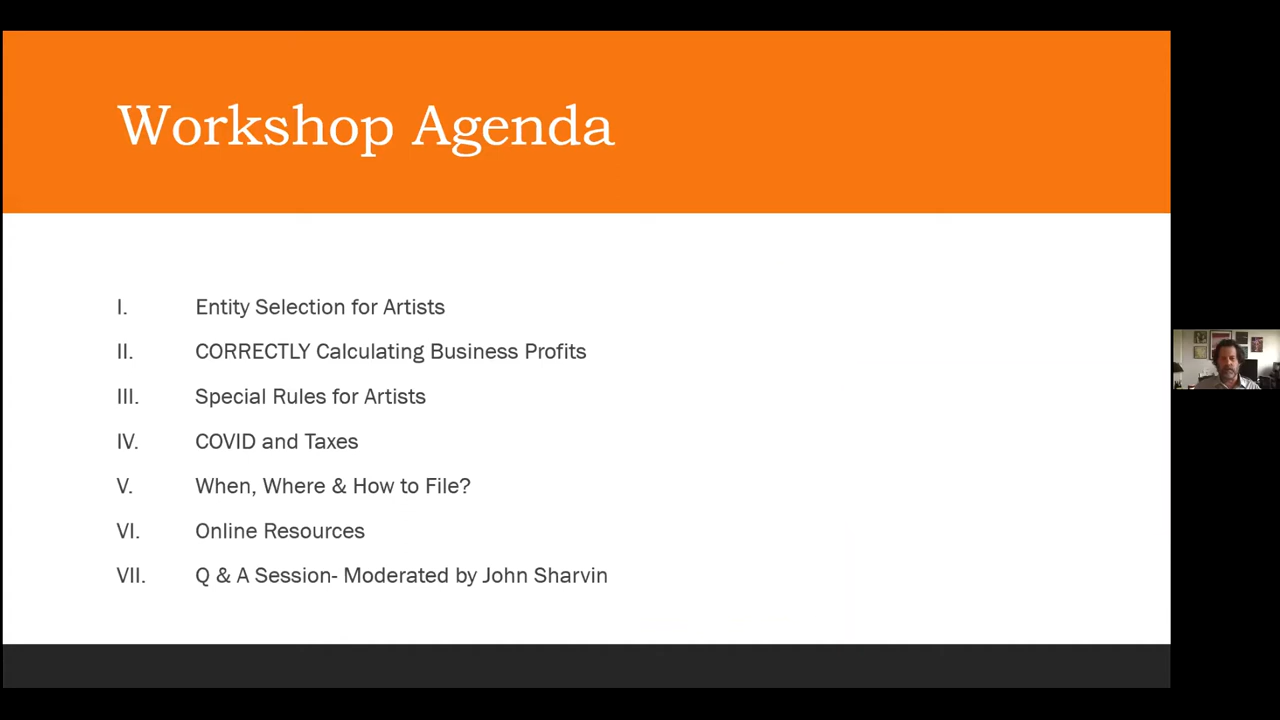 Workshop Agenda
I. Entity Selection for Artists
II. CORRECTLY Calculating Business Profits
III. Special Rules for Artists
IV. COVID and Taxes
V. When, Where & How to File?
VI. Online Resources
VII. Q & A Session- Moderated by John Sharvin